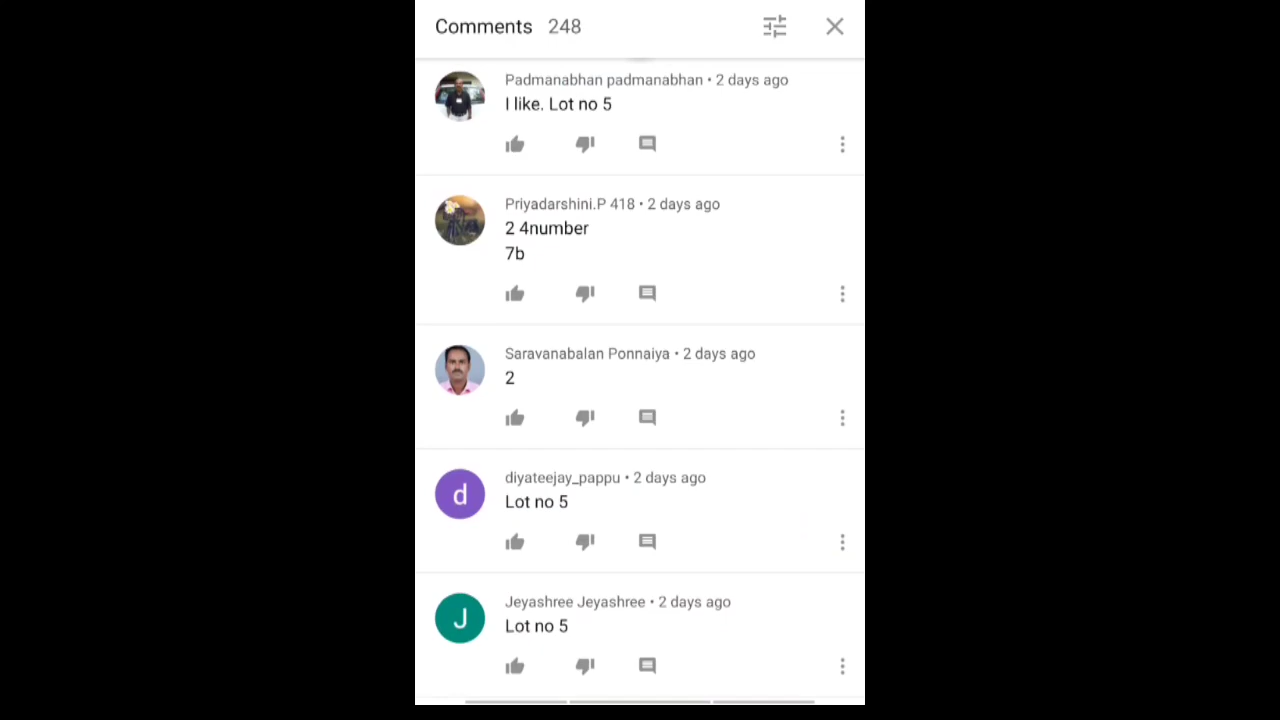 Comments 248
Padmanabhan padmanabhan • 2 days ago
I like. Lot no 5
Priyadarshini.P 418 • 2 days ago
2 4number
7b
Saravanabalan Ponnaiya • 2 days ago
2
d
diyateejay_pappu • 2 days ago
Lot no 5
J
Jeyashree Jeyashree • 2 days ago
Lot no 5